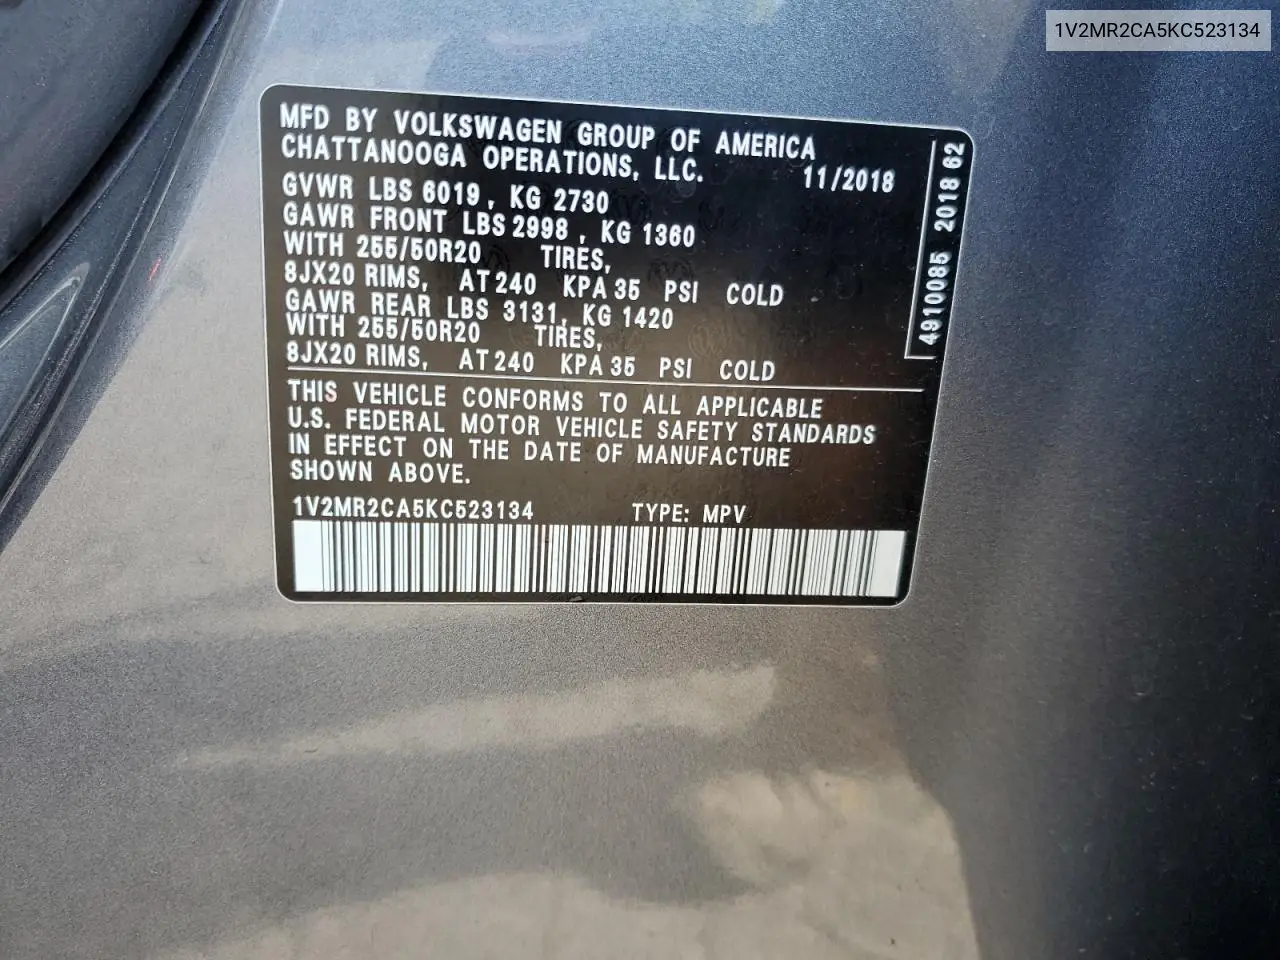 1V2MR2CA5KC523134
MFD BY VOLKSWAGEN GROUP OF AMERICA
CHATTANOOGA OPERATIONS, LLC. 11/2018
GVWR LBS 6019, KG 2730
GAWR FRONT LBS 2998, KG 1360
WITH 255/50R20 TIRES,
8JX20 RIMS, AT 240 KPA 35 PSI COLD
GAWR REAR LBS 3131, KG 1420
WITH 255/50R20 TIRES,
8JX20 RIMS, AT 240 KPA 35 PSI COLD
4910085 2018 62
THIS VEHICLE CONFORMS TO ALL APPLICABLE
U.S. FEDERAL MOTOR VEHICLE SAFETY STANDARDS
IN EFFECT ON THE DATE OF MANUFACTURE
SHOWN ABOVE.
1V2MR2CA5KC523134 TYPE: MPV